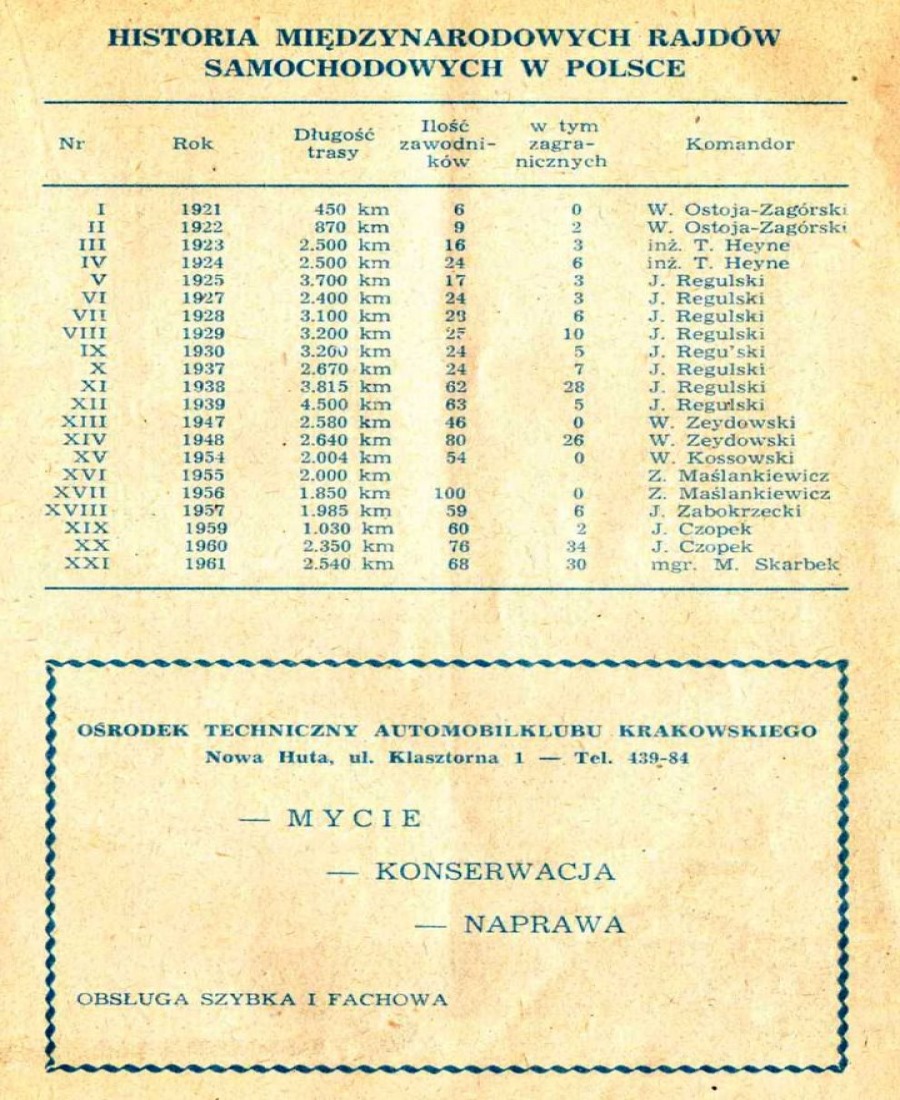 HISTORIA MIĘDZYNARODOWYCH RAJDÓW
SAMOCHODOWYCH W POLSCE
Nr Rok Długość trasy Ilość zawodni-ków w tym zagra-nicznych Komandor
I 1921 450 km 6 0 W. Ostoja-Zagórski
II 1922 870 km 9 2 W. Ostoja-Zagórski
III 1923 2.500 km 16 3 inż. T. Heyne
IV 1924 2.500 km 24 6 inż. T. Heyne
V 1925 3.700 km 17 3 J. Regulski
VI 1927 2.400 km 24 3 J. Regulski
VII 1928 3.100 km 6 J. Regulski
VIII 1929 3.200 km 10 J. Regulski
IX 1930 3.200 km 24 5 J. Regu'ski
X 1937 2.670 km 24 7 J. Regulski
XI 1938 3.815 km 62 28 J. Regulski
XII 1939 4.500 km 63 5 J. Regulski
XIII 1947 2.580 km 46 0 W. Zeydowski
XIV 1948 2.640 km 80 26 W. Zeydowski
XV 1954 2.004 km 54 0 W. Kossowski
XVI 1955 2.000 km Z. Maślankiewicz
XVII 1956 1.850 km 100 0 Z. Maślankiewicz
XVIII 1957 1.985 km 59 6 J. Zabokrzecki
XIX 1959 1.030 km 60 2 J. Czopek
XX 1960 2.350 km 76 34 J. Czopek
XXI 1961 2.540 km 68 30 mgr. M. Skarbek
OŚRODEK TECHNICZNY AUTOMOBILKLUBU KRAKOWSKIEGO
Nowa Huta, ul. Klasztorna 1 — Tel. 439-84
— MYCIE
— KONSERWACJA
— NAPRAWA
OBSŁUGA SZYBKA I FACHOWA